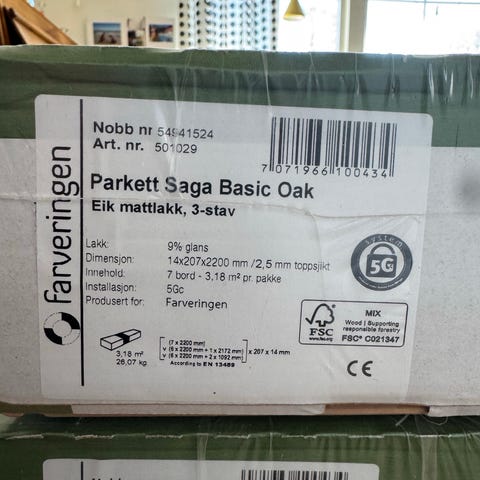 farveringen
Nobb nr 54941524
Art. nr. 501029
7 071966 100434
Parkett Saga Basic Oak
Eik mattlakk, 3-stav
Lakk: 9% glans
Dimensjon: 14x207x2200 mm /2,5 mm toppsjikt
Innehold: 7 bord - 3,18 m² pr. pakke
Installasjon: 5Gc
Produsert for: Farveringen
system
5G
FSC
www.fsc.org
MIX
Wood | Supporting
responsible forestry
FSC® C021347
3,18 m²
26,07 kg
(7 x 2200 mm)
v (6 x 2200 mm + 1 x 2172 mm) x 207 x 14 mm
v (6 x 2200 mm + 2 x 1092 mm)
According to EN 13489
CE